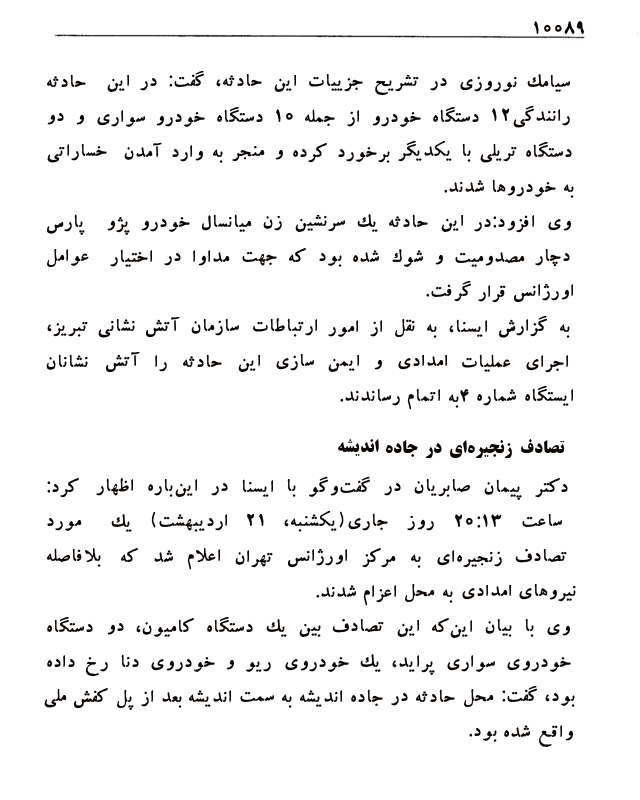 ۱۰۰۸۹
سیامك نوروزی در تشریح جزییات این حادثه، گفت: در این حادثه
رانندگی۱۲ دستگاه خودرو از جمله ۱۰ دستگاه خودرو سواری و دو
دستگاه تریلی با یکدیگر برخورد کرده و منجر به وارد آمدن خساراتی
به خودروها شدند.
وی افزود:در این حادثه یك سرنشین زن میانسال خودرو پژو پارس
دچار مصدومیت و شوك شده بود که جهت مداوا در اختیار عوامل
اورژانس قرار گرفت.
به گزارش ایسنا، به نقل از امور ارتباطات سازمان آتش نشانی تبریز،
اجرای عملیات امدادی و ایمن سازی این حادثه را آتش نشانان
ایستگاه شماره ۴به اتمام رساندند.
تصادف زنجیره‌ای در جاده اندیشه
دکتر پیمان صابریان در گفت‌وگو با ایسنا در این‌باره اظهار کرد:
ساعت ۲۰:۱۳ روز جاری(یکشنبه، ۲۱ اردیبهشت) یك مورد
تصادف زنجیره‌ای به مرکز اورژانس تهران اعلام شد که بلافاصله
نیروهای امدادی به محل اعزام شدند.
وی با بیان این‌که این تصادف بین یك دستگاه کامیون، دو دستگاه
خودروی سواری پراید، یك خودروی ریو و خودروی دنا رخ داده
بود، گفت: محل حادثه در جاده اندیشه به سمت اندیشه بعد از پل کفش ملی
واقع شده بود.